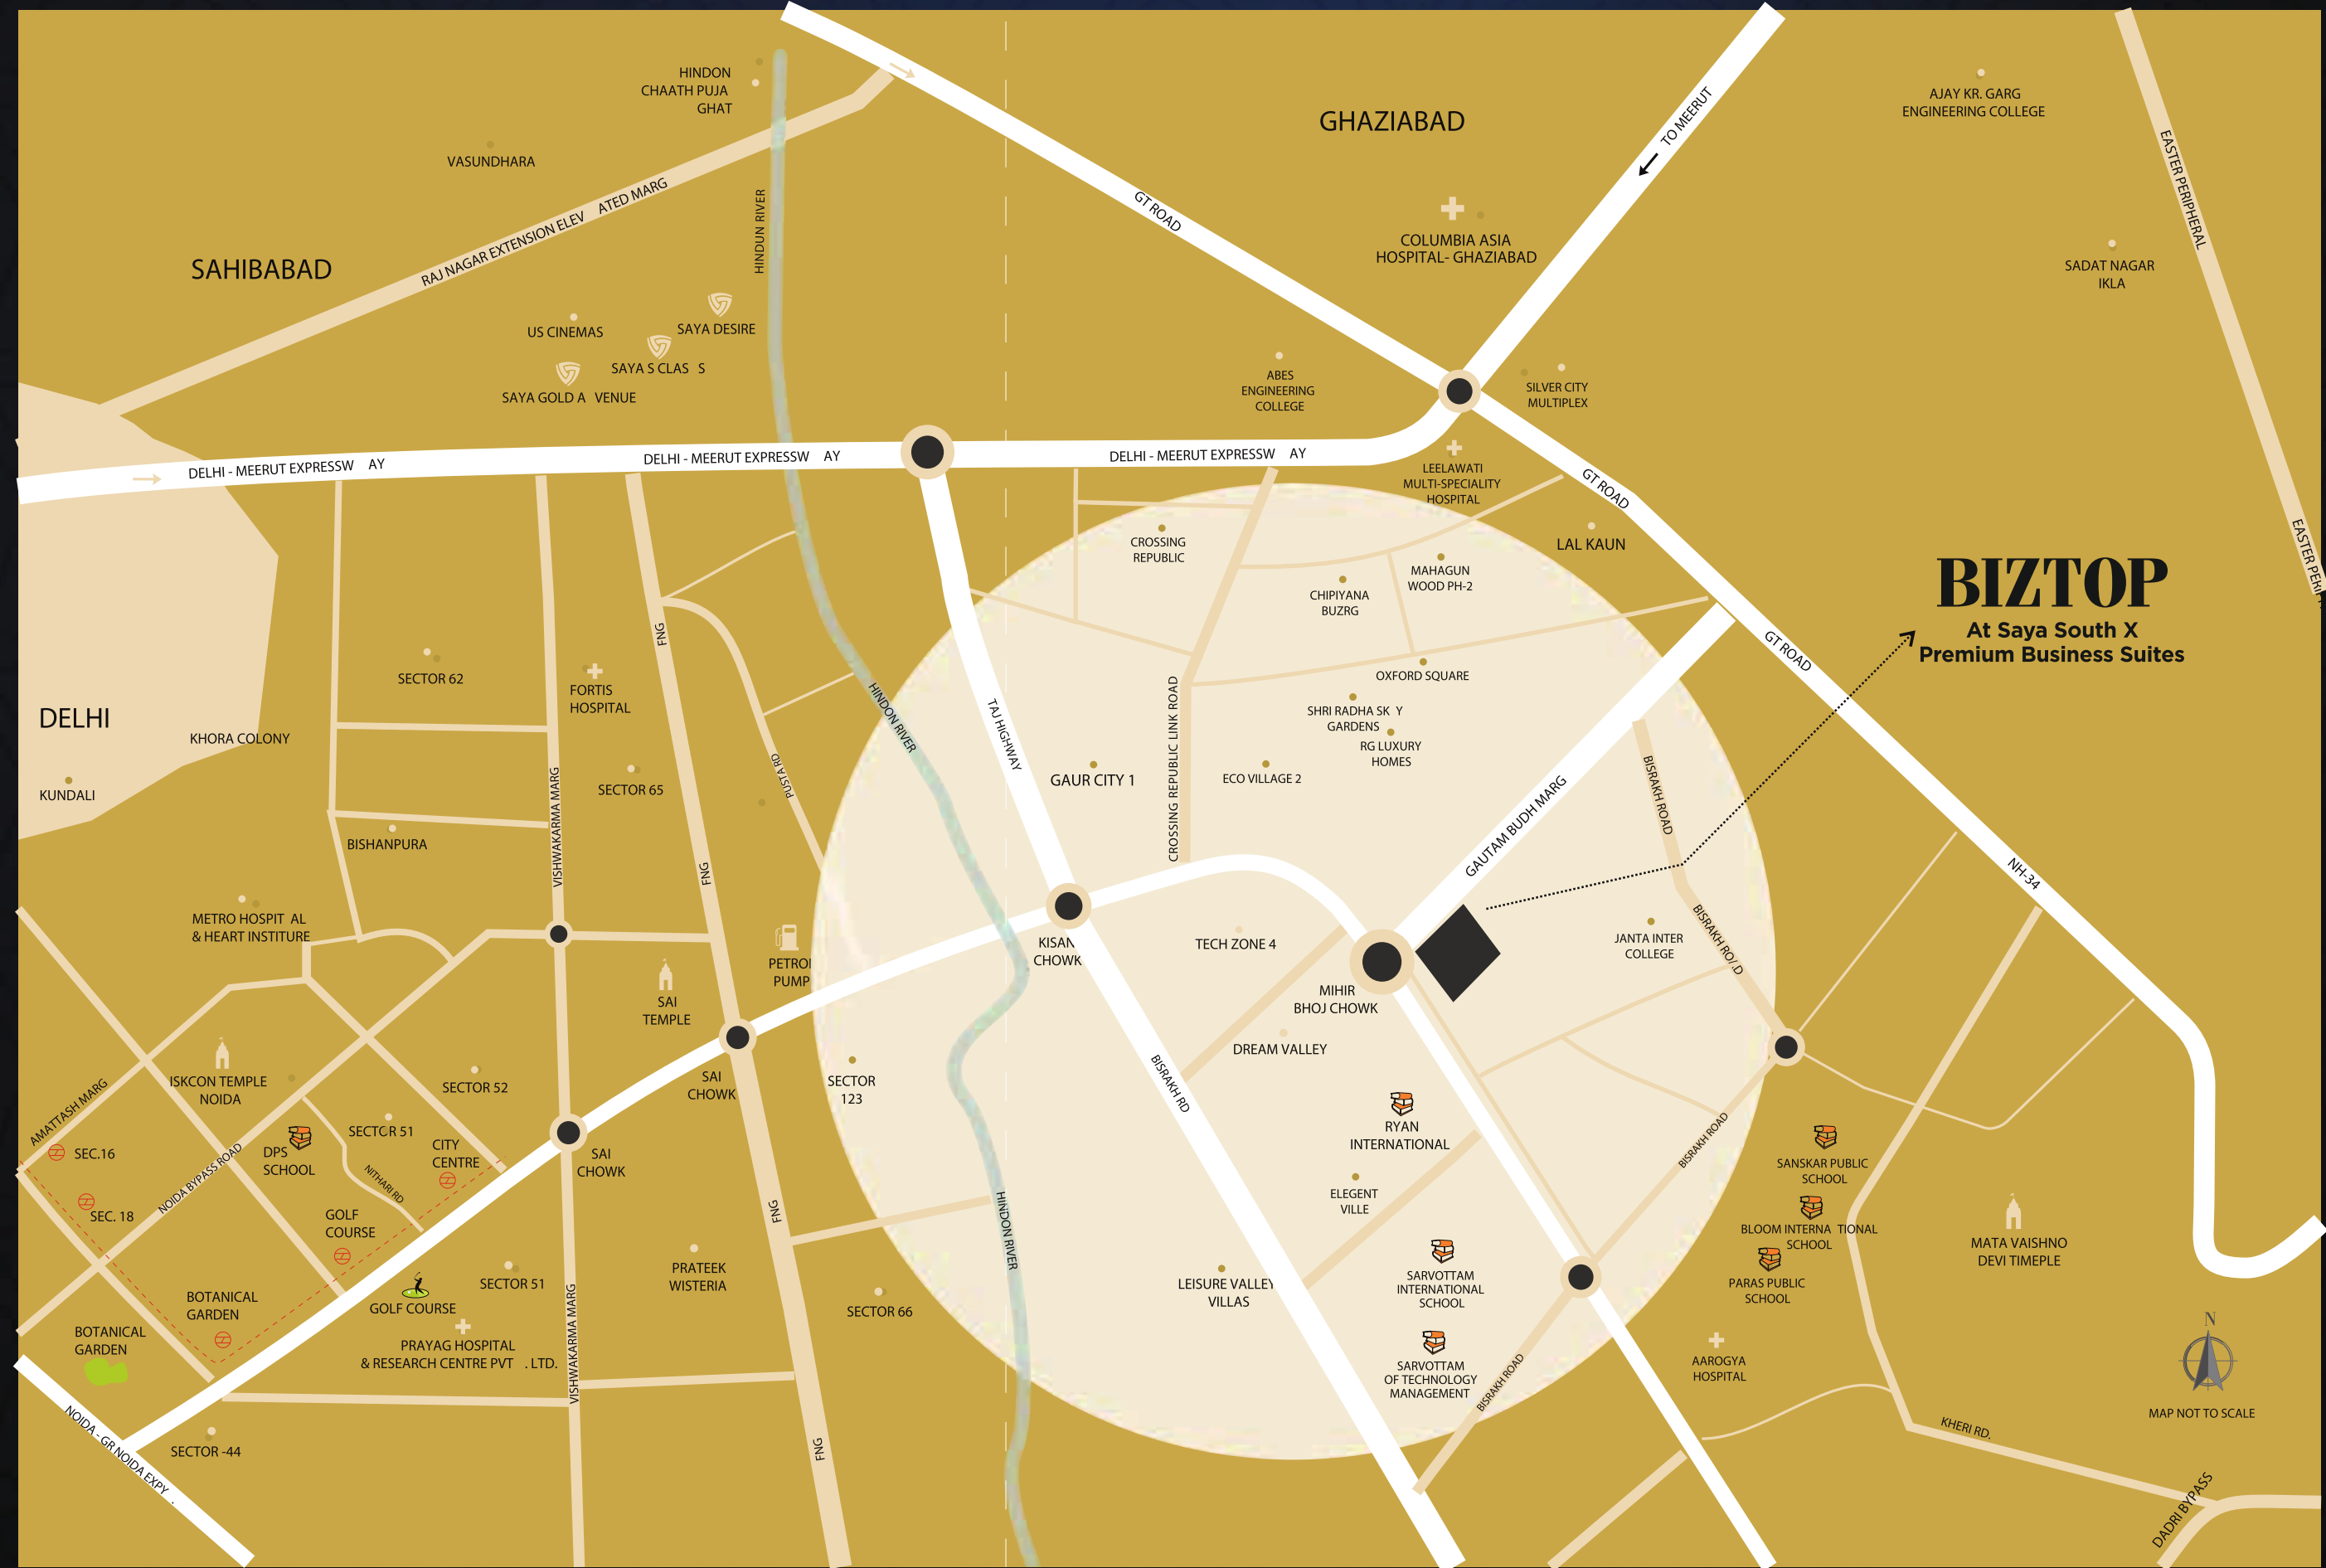 HINDON
CHAATH PUJA
GHAT
GHAZIABAD
TO MEERUT
AJAY KR. GARG
ENGINEERING COLLEGE
EASTER PERIPHERAL
VASUNDHARA
RAJ NAGAR EXTENSION ELEV ATED MARG
HINDUN RIVER
GT ROAD
COLUMBIA ASIA
HOSPITAL- GHAZIABAD
SADAT NAGAR
IKLA
SAHIBABAD
US CINEMAS
SAYA DESIRE
SAYA S CLAS S
SAYA GOLD A VENUE
ABES
ENGINEERING
COLLEGE
SILVER CITY
MULTIPLEX
DELHI - MEERUT EXPRESSW AY
DELHI - MEERUT EXPRESSW AY
DELHI - MEERUT EXPRESSW AY
LEELAWATI
MULTI-SPECIALITY
HOSPITAL
GT ROAD
LAL KAUN
EASTER PERIP
CROSSING
REPUBLIC
MAHAGUN
WOOD PH-2
CHIPIYANA
BUZRG
BIZTOP
At Saya South X
Premium Business Suites
GT ROAD
FNG
SECTOR 62
FORTIS
HOSPITAL
OXFORD SQUARE
SHRI RADHA SK Y
GARDENS
RG LUXURY
HOMES
DELHI
KHORA COLONY
KUNDALI
HINDON RIVER
TAJ HIGHWAY
CROSSING REPUBLIC LINK ROAD
GAUR CITY 1
ECO VILLAGE 2
GAUTAM BUDH MARG
BISRAKH ROAD
SECTOR 65
PUSTA RD
VISHWAKARMA MARG
BISHANPURA
FNG
NH-34
METRO HOSPIT AL
& HEART INSTITURE
PETROL
PUMP
KISAN
CHOWK
TECH ZONE 4
JANTA INTER
COLLEGE
BISRAKH RO/.D
MIHIR
BHOJ CHOWK
SAI
TEMPLE
DREAM VALLEY
ISKCON TEMPLE
NOIDA
SECTOR 52
SAI
CHOWK
SECTOR
123
BISRAKH RD
AMATTASH MARG
SEC.16
SECTOR 51
DPS
SCHOOL
CITY
CENTRE
SAI
CHOWK
RYAN
INTERNATIONAL
BISRAKH ROAD
SANSKAR PUBLIC
SCHOOL
NOIDA BYPASS ROAD
NITHARI RD
SEC. 18
GOLF
COURSE
FNG
HINDON RIVER
ELEGENT
VILLE
BLOOM INTERNA TIONAL
SCHOOL
MATA VAISHNO
DEVI TIMEPLE
SECTOR 51
PRATEEK
WISTERIA
LEISURE VALLEY
VILLAS
SARVOTTAM
INTERNATIONAL
SCHOOL
PARAS PUBLIC
SCHOOL
BOTANICAL
GARDEN
GOLF COURSE
SECTOR 66
VISHWAKARMA MARG
BOTANICAL
GARDEN
PRAYAG HOSPITAL
& RESEARCH CENTRE PVT . LTD.
SARVOTTAM
OF TECHNOLOGY
MANAGEMENT
BISRAKH ROAD
AAROGYA
HOSPITAL
N
MAP NOT TO SCALE
NOIDA - GR NOIDA EXPY .
SECTOR -44
FNG
KHERI RD.
DADRI BYPASS